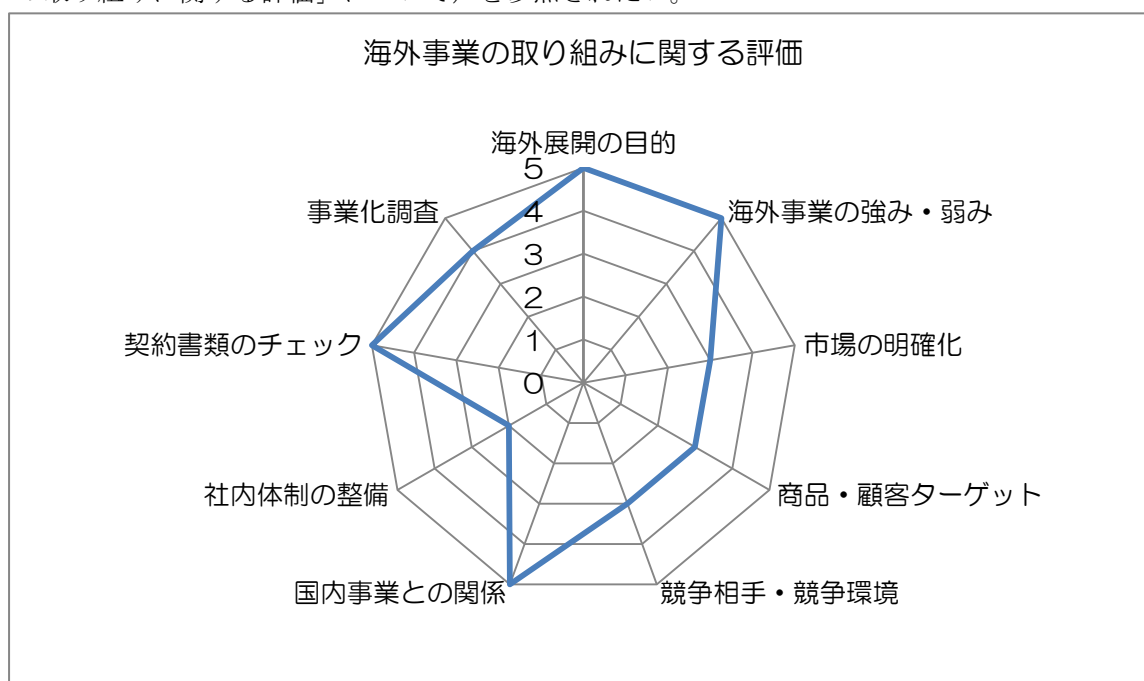 海外事業の取り組みに関する評価
海外展開の目的
5
4
3
2
1
0
海外事業の強み・弱み
市場の明確化
商品・顧客ターゲット
競争相手・競争環境
国内事業との関係
社内体制の整備
契約書類のチェック
事業化調査